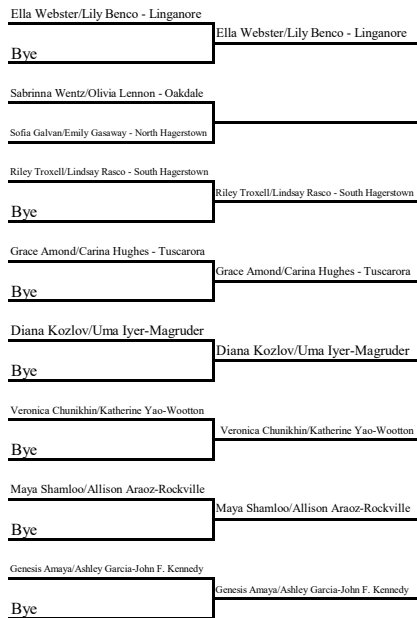 Ella Webster/Lily Benco - Linganore
Ella Webster/Lily Benco - Linganore
Bye
Sabrinna Wentz/Olivia Lennon - Oakdale
Sofia Galvan/Emily Gasaway - North Hagerstown
Riley Troxell/Lindsay Rasco - South Hagerstown
Riley Troxell/Lindsay Rasco - South Hagerstown
Bye
Grace Amond/Carina Hughes - Tuscarora
Grace Amond/Carina Hughes - Tuscarora
Bye
Diana Kozlov/Uma Iyer-Magruder
Diana Kozlov/Uma Iyer-Magruder
Bye
Veronica Chunikhin/Katherine Yao-Wootton
Veronica Chunikhin/Katherine Yao-Wootton
Bye
Maya Shamloo/Allison Araoz-Rockville
Maya Shamloo/Allison Araoz-Rockville
Bye
Genesis Amaya/Ashley Garcia-John F. Kennedy
Genesis Amaya/Ashley Garcia-John F. Kennedy
Bye